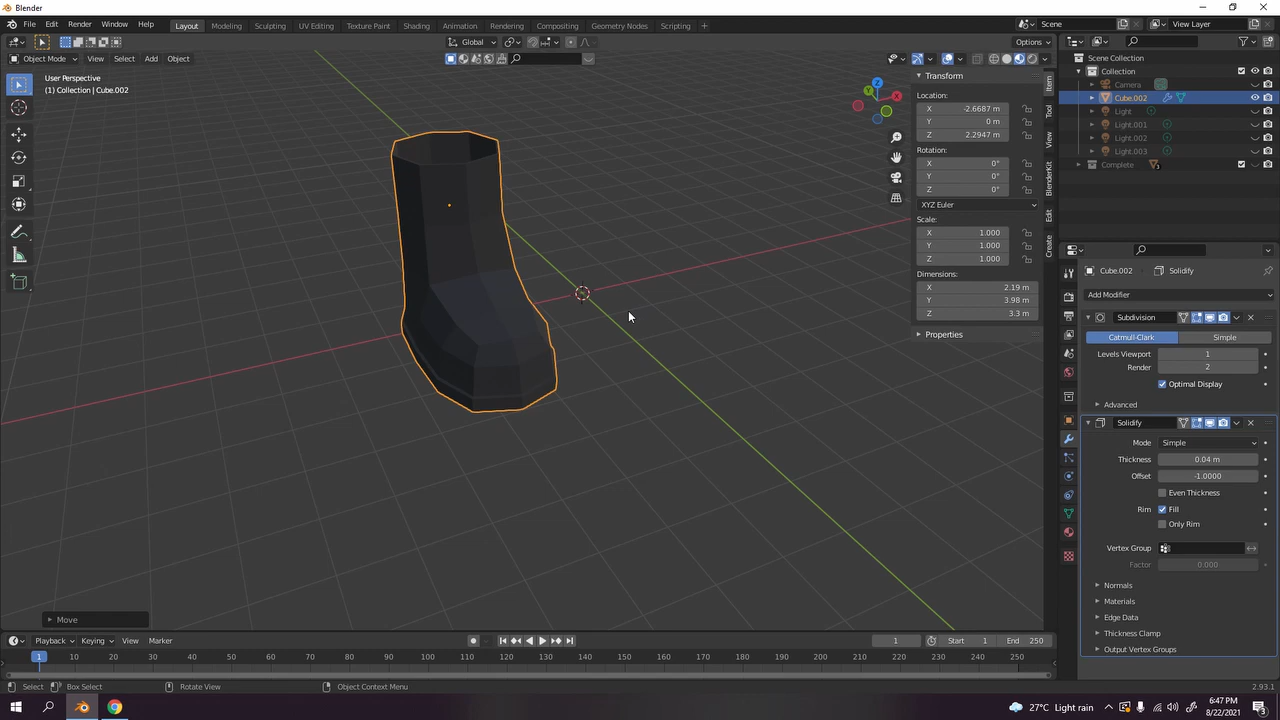 Blender
File Edit Render Window Help
Layout Modeling Sculpting UV Editing Texture Paint Shading Animation Rendering Compositing Geometry Nodes Scripting +
Scene
View Layer
Global
Options
Object Mode View Select Add Object
User Perspective
(1) Collection | Cube.002
Z
Y
X
Transform
Location:
X -2.6687 m
Y 0 m
Z 2.2947 m
Rotation:
X 0°
Y 0°
Z 0°
XYZ Euler
Scale:
X 1.000
Y 1.000
Z 1.000
Dimensions:
X 2.19 m
Y 3.98 m
Z 3.3 m
Properties
Item
Tool
View
BlenderKit
Edit
Create
Scene Collection
Collection
Camera
Cube.002
Light
Light.001
Light.002
Light.003
Complete
Cube.002 Solidify
Add Modifier
Subdivision
Catmull-Clark Simple
Levels Viewport 1
Render 2
Optimal Display
Advanced
Solidify
Mode Simple
Thickness 0.04 m
Offset -1.0000
Even Thickness
Rim Fill
Only Rim
Vertex Group
Factor 0.000
Normals
Materials
Edge Data
Thickness Clamp
Output Vertex Groups
Move
Playback Keying View Marker
1
Start 1
End 250
1 10 20 30 40 50 60 70 80 90 100 110 120 130 140 150 160 170 180 190 200 210 220 230 240 250
Select Box Select Rotate View Object Context Menu
2.93.1
27°C Light rain
6:47 PM
8/22/2021